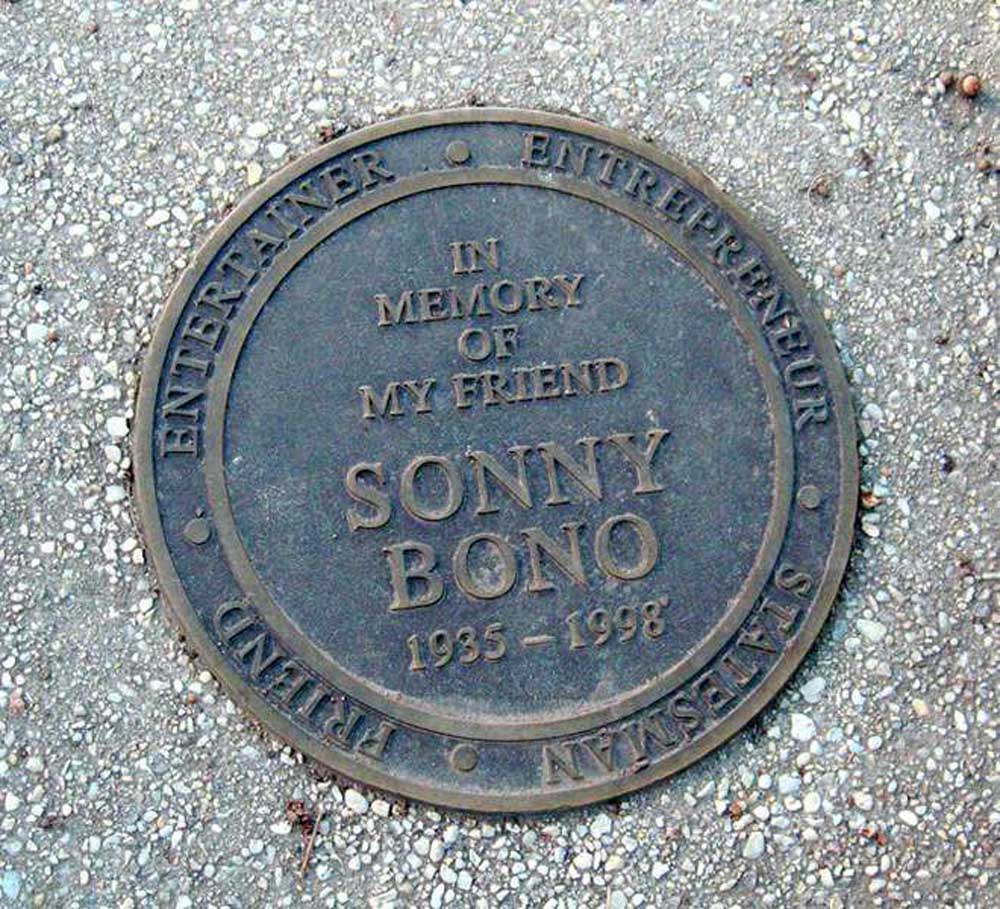 ENTERTAINER • ENTREPRENEUR • STATESMAN • FRIEND •
IN
MEMORY
OF
MY FRIEND
SONNY
BONO
1935 – 1998